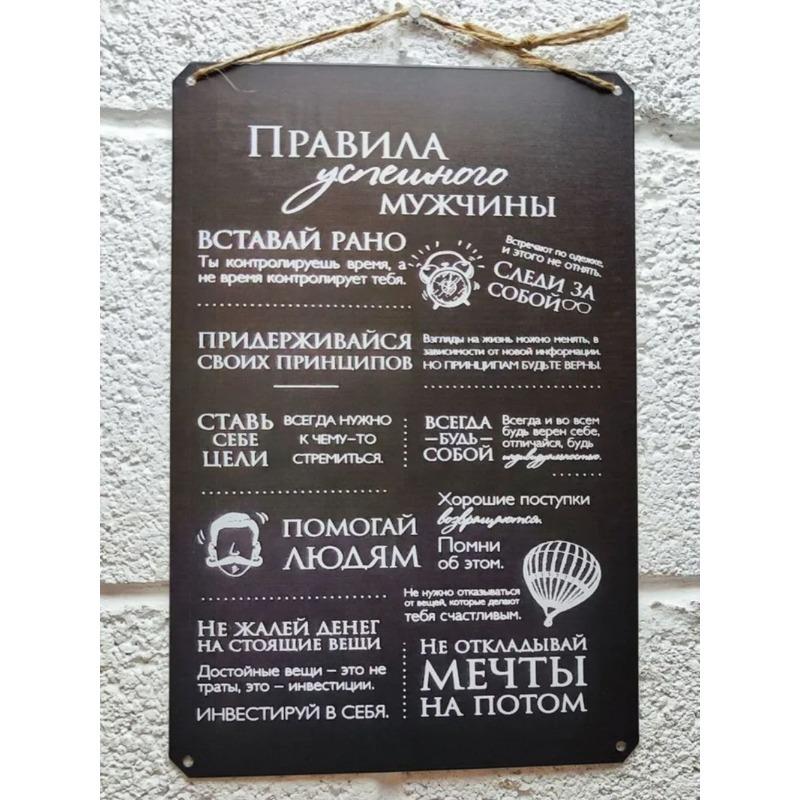 Правила
успешного
мужчины
Вставай рано
Ты контролируешь время, а
не время контролирует тебя.
Встречают по одежке,
и этого не отнять.
Следи за
собой
Придерживайся
своих принципов
Взгляды на жизнь можно менять, в
зависимости от новой информации.
Но принципам будьте верны.
Ставь
себе
цели
Всегда нужно
к чему-то
стремиться.
Всегда
-будь-
собой
Всегда и во всем
будь верен себе,
отличайся, будь
индивидуальностью.
Помогай
людям
Хорошие поступки
возвращаются.
Помни
об этом.
Не нужно отказываться
от вещей, которые делают
тебя счастливым.
Не жалей денег
на стоящие вещи
Достойные вещи – это не
траты, это – инвестиции.
Инвестируй в себя.
Не откладывай
мечты
на потом